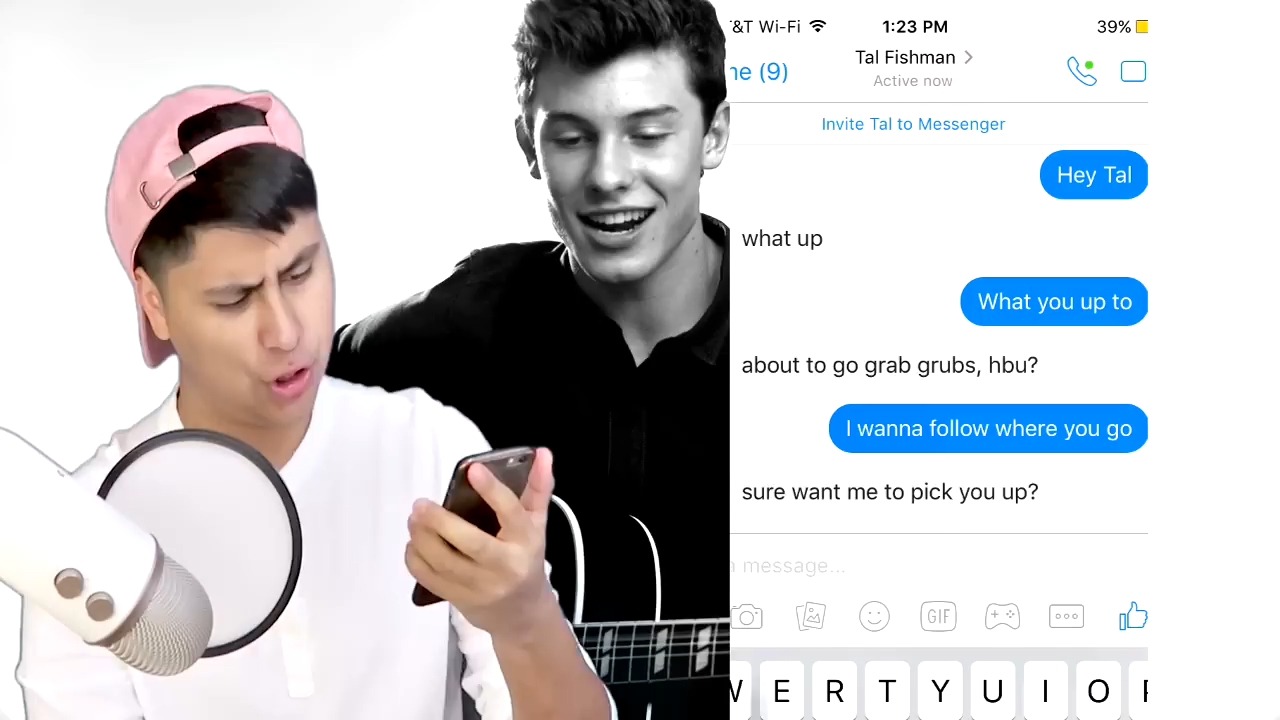 T&T Wi-Fi 1:23 PM 39%
me (9) Tal Fishman
Active now
Invite Tal to Messenger
Hey Tal
what up
What you up to
about to go grab grubs, hbu?
I wanna follow where you go
sure want me to pick you up?
a message...
GIF
W E R T Y U I O P